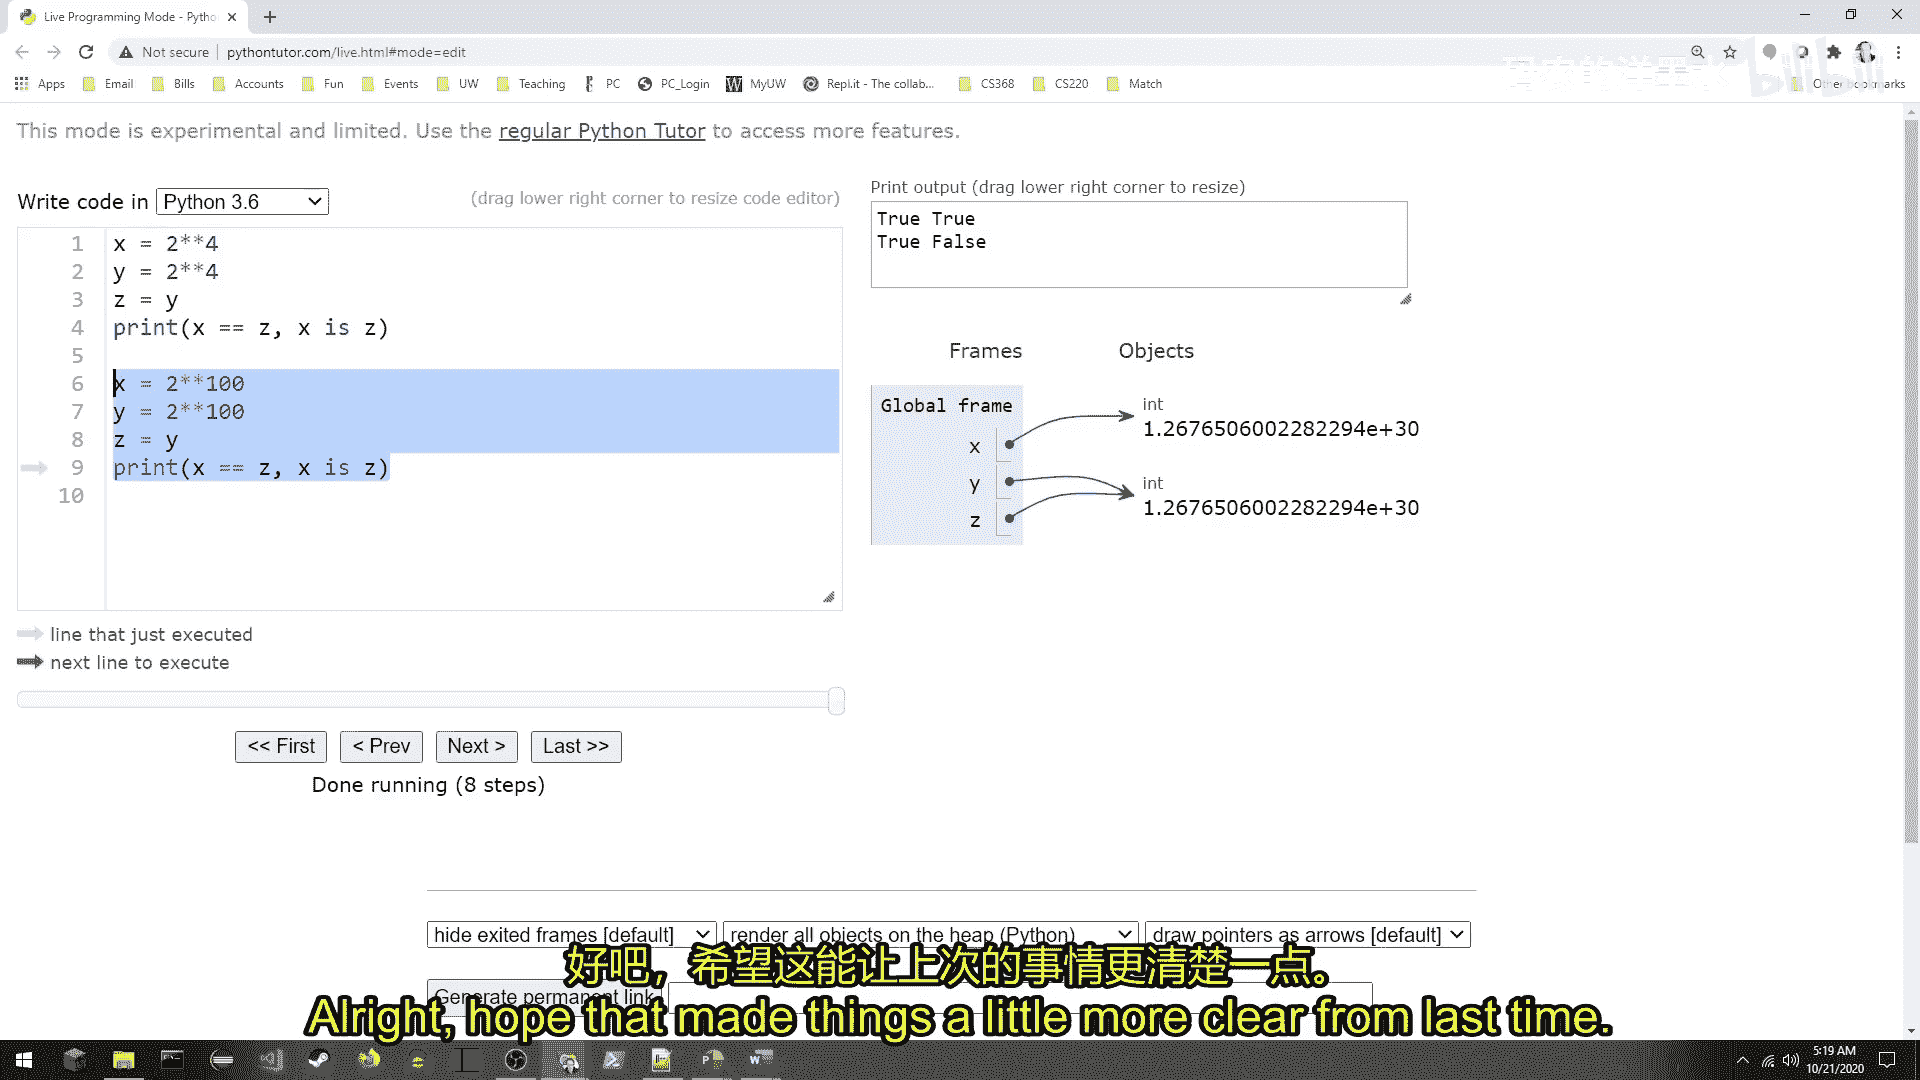 Live Programming Mode - Pytho
Not secure
pythontutor.com/live.html#mode=edit
Apps Email Bills Accounts Fun Events UW Teaching PC PC_Login MyUW Repl.it - The collab... CS368 CS220 Match Other bookmarks
This mode is experimental and limited. Use the regular Python Tutor to access more features.
Write code in Python 3.6
(drag lower right corner to resize code editor)
1 x = 2**4
2 y = 2**4
3 z = y
4 print(x == z, x is z)
5
6 x = 2**100
7 y = 2**100
8 z = y
9 print(x == z, x is z)
10
line that just executed
next line to execute
<< First < Prev Next > Last >>
Done running (8 steps)
Print output (drag lower right corner to resize)
True True
True False
Frames Objects
Global frame
x
y
z
int
1.2676506002282294e+30
int
1.2676506002282294e+30
hide exited frames [default] render all objects on the heap (Python) draw pointers as arrows [default]
Generate permanent link
好吧，希望这能让上次的事情更清楚一点。
Alright, hope that made things a little more clear from last time.
5:19 AM
10/21/2020